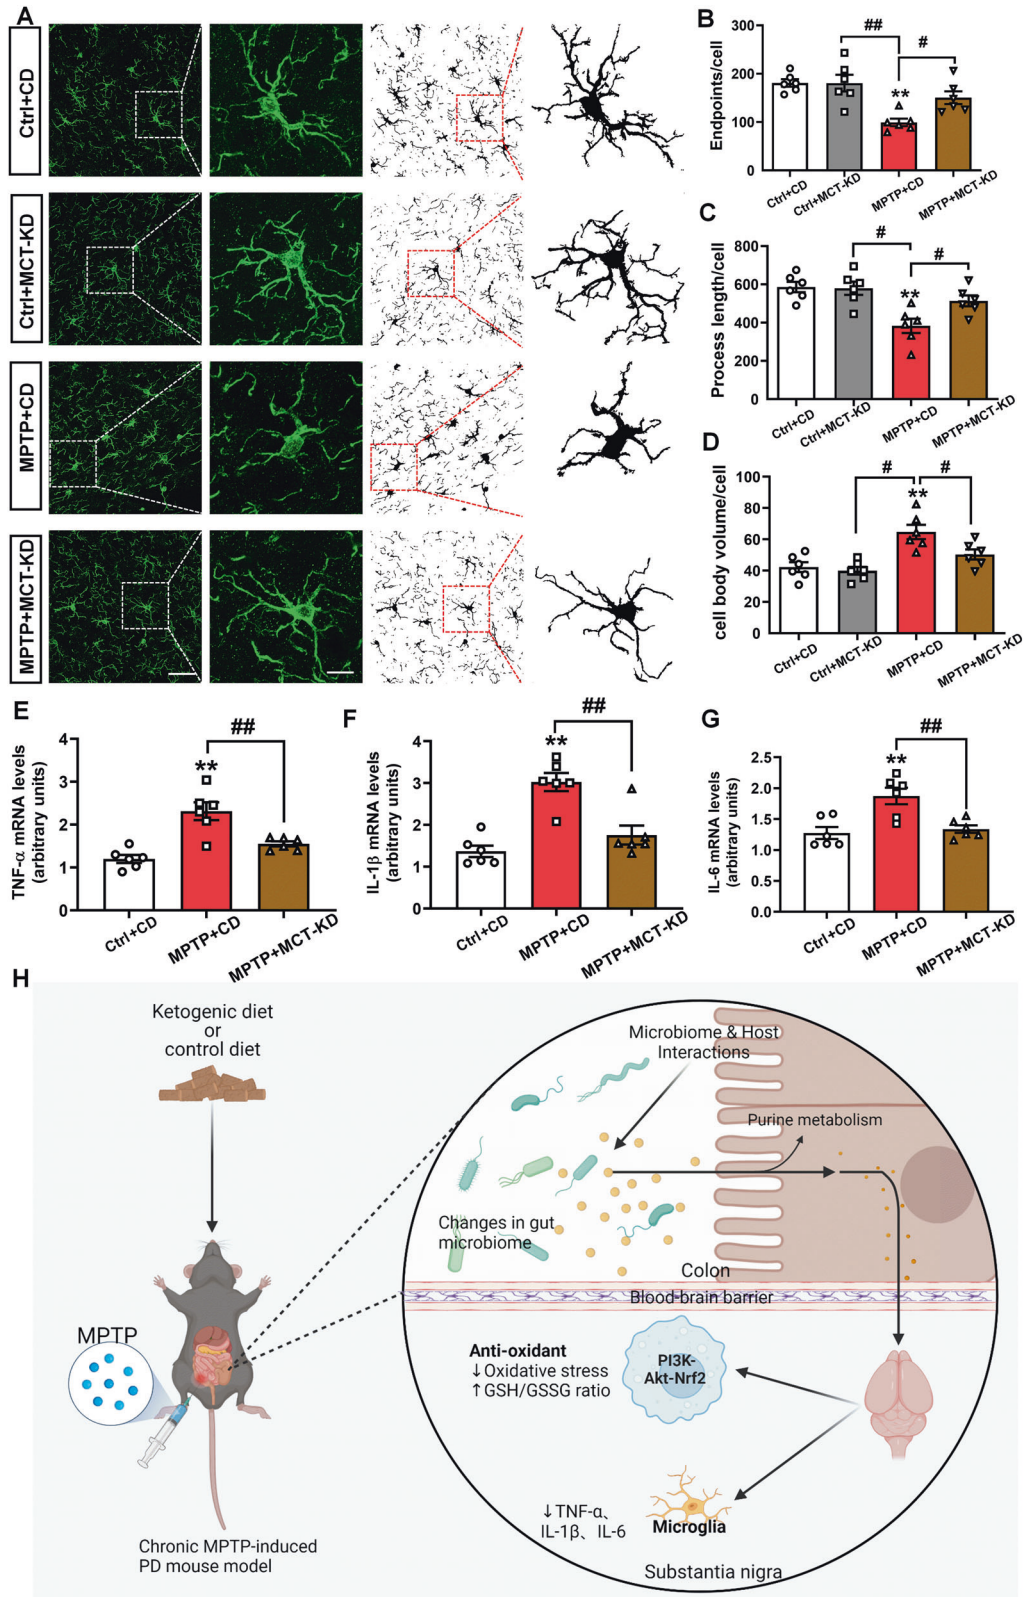 A
Ctrl+CD
Ctrl+MCT-KD
MPTP+CD
MPTP+MCT-KD
B
Endpoints/cell
300
200
100
0
##
#
**
Ctrl+CD
Ctrl+MCT-KD
MPTP+CD
MPTP+MCT-KD
C
Process length/cell
800
600
400
200
0
#
#
**
Ctrl+CD
Ctrl+MCT-KD
MPTP+CD
MPTP+MCT-KD
D
cell body volume/cell
100
80
60
40
20
0
#
#
**
Ctrl+CD
Ctrl+MCT-KD
MPTP+CD
MPTP+MCT-KD
E
TNF-α mRNA levels
(arbitrary units)
4
3
2
1
0
##
**
Ctrl+CD
MPTP+CD
MPTP+MCT-KD
F
IL-1β mRNA levels
(arbitrary units)
4
3
2
1
0
##
**
Ctrl+CD
MPTP+CD
MPTP+MCT-KD
G
IL-6 mRNA levels
(arbitrary units)
2.5
2.0
1.5
1.0
0.5
0.0
##
**
Ctrl+CD
MPTP+CD
MPTP+MCT-KD
H
Ketogenic diet
or
control diet
MPTP
Chronic MPTP-induced
PD mouse model
Microbiome & Host
Interactions
Purine metabolism
Changes in gut
microbiome
Colon
Blood-brain barrier
Anti-oxidant
↓Oxidative stress
↑GSH/GSSG ratio
PI3K-
Akt-Nrf2
↓TNF-α、
IL-1β、IL-6
Microglia
Substantia nigra